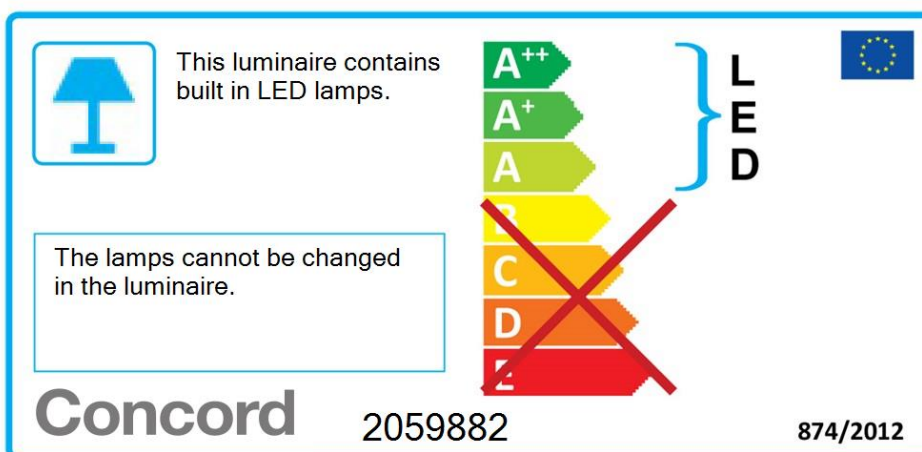 This luminaire contains
built in LED lamps.
A++
A+
A
B
C
D
E
L
E
D
The lamps cannot be changed
in the luminaire.
Concord
2059882
874/2012